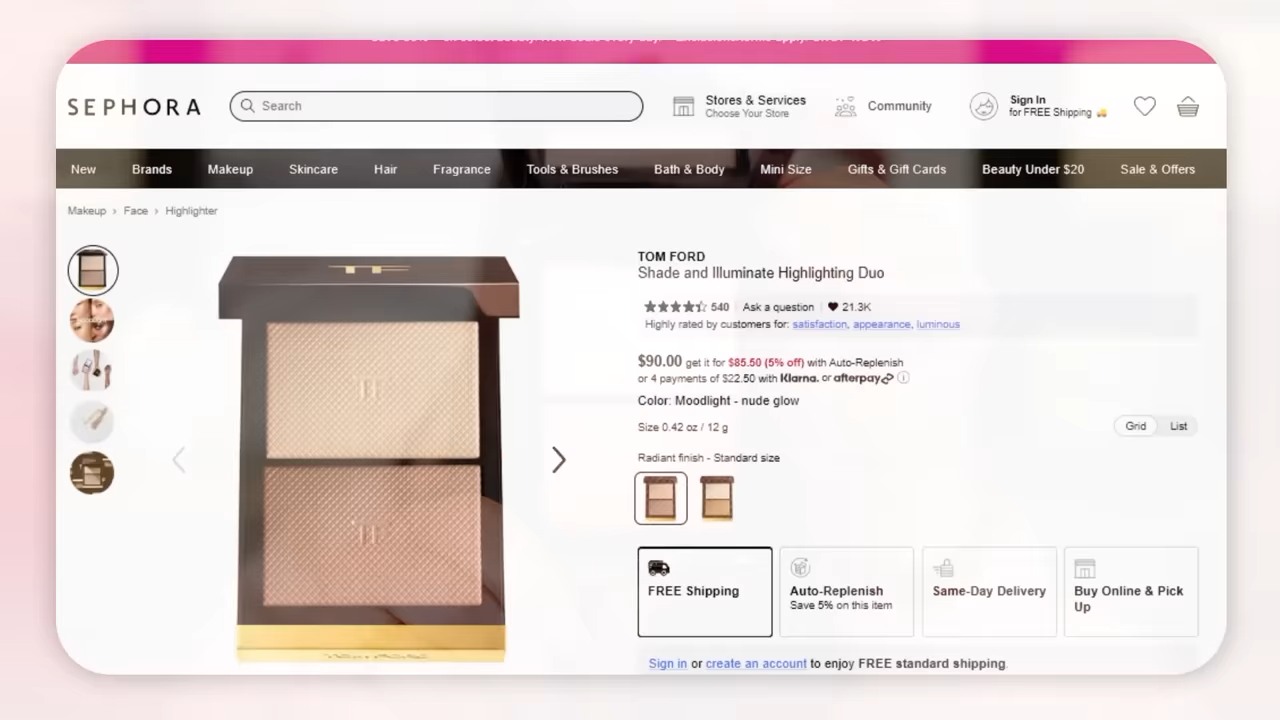 SEPHORA
Search
Stores & Services
Choose Your Store
Community
Sign In
for FREE Shipping
New Brands Makeup Skincare Hair Fragrance Tools & Brushes Bath & Body Mini Size Gifts & Gift Cards Beauty Under $20 Sale & Offers
Makeup › Face › Highlighter
TF
TOM FORD
Shade and Illuminate Highlighting Duo
540 Ask a question 21.3K
Highly rated by customers for: satisfaction, appearance, luminous
$90.00 get it for $85.50 (5% off) with Auto-Replenish
or 4 payments of $22.50 with Klarna. or afterpay
Color: Moodlight - nude glow
Size 0.42 oz / 12 g
Grid List
Radiant finish - Standard size
FREE Shipping
Auto-Replenish
Save 5% on this item
Same-Day Delivery
Buy Online & Pick
Up
Sign in or create an account to enjoy FREE standard shipping.